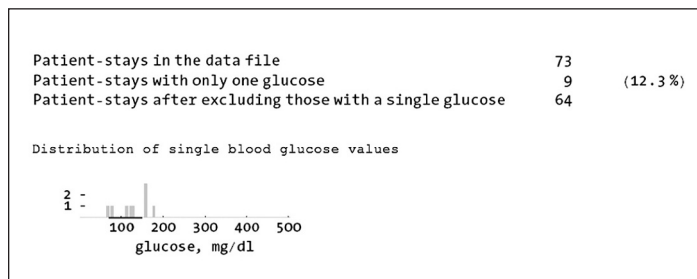 Patient-stays in the data file 73
Patient-stays with only one glucose 9 (12.3%)
Patient-stays after excluding those with a single glucose 64
Distribution of single blood glucose values
2
1
100 200 300 400 500
glucose, mg/dl